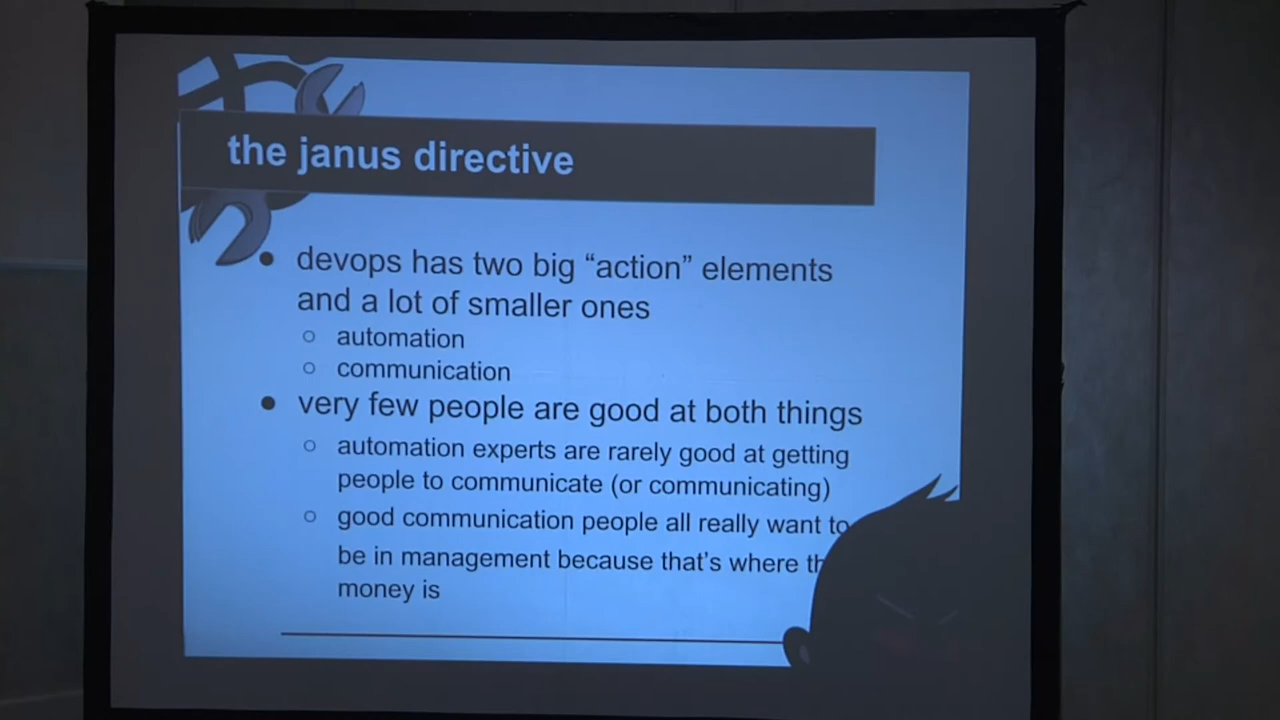 the janus directive
devops has two big “action” elements
and a lot of smaller ones
automation
communication
very few people are good at both things
automation experts are rarely good at getting
people to communicate (or communicating)
good communication people all really want to
be in management because that's where
money is